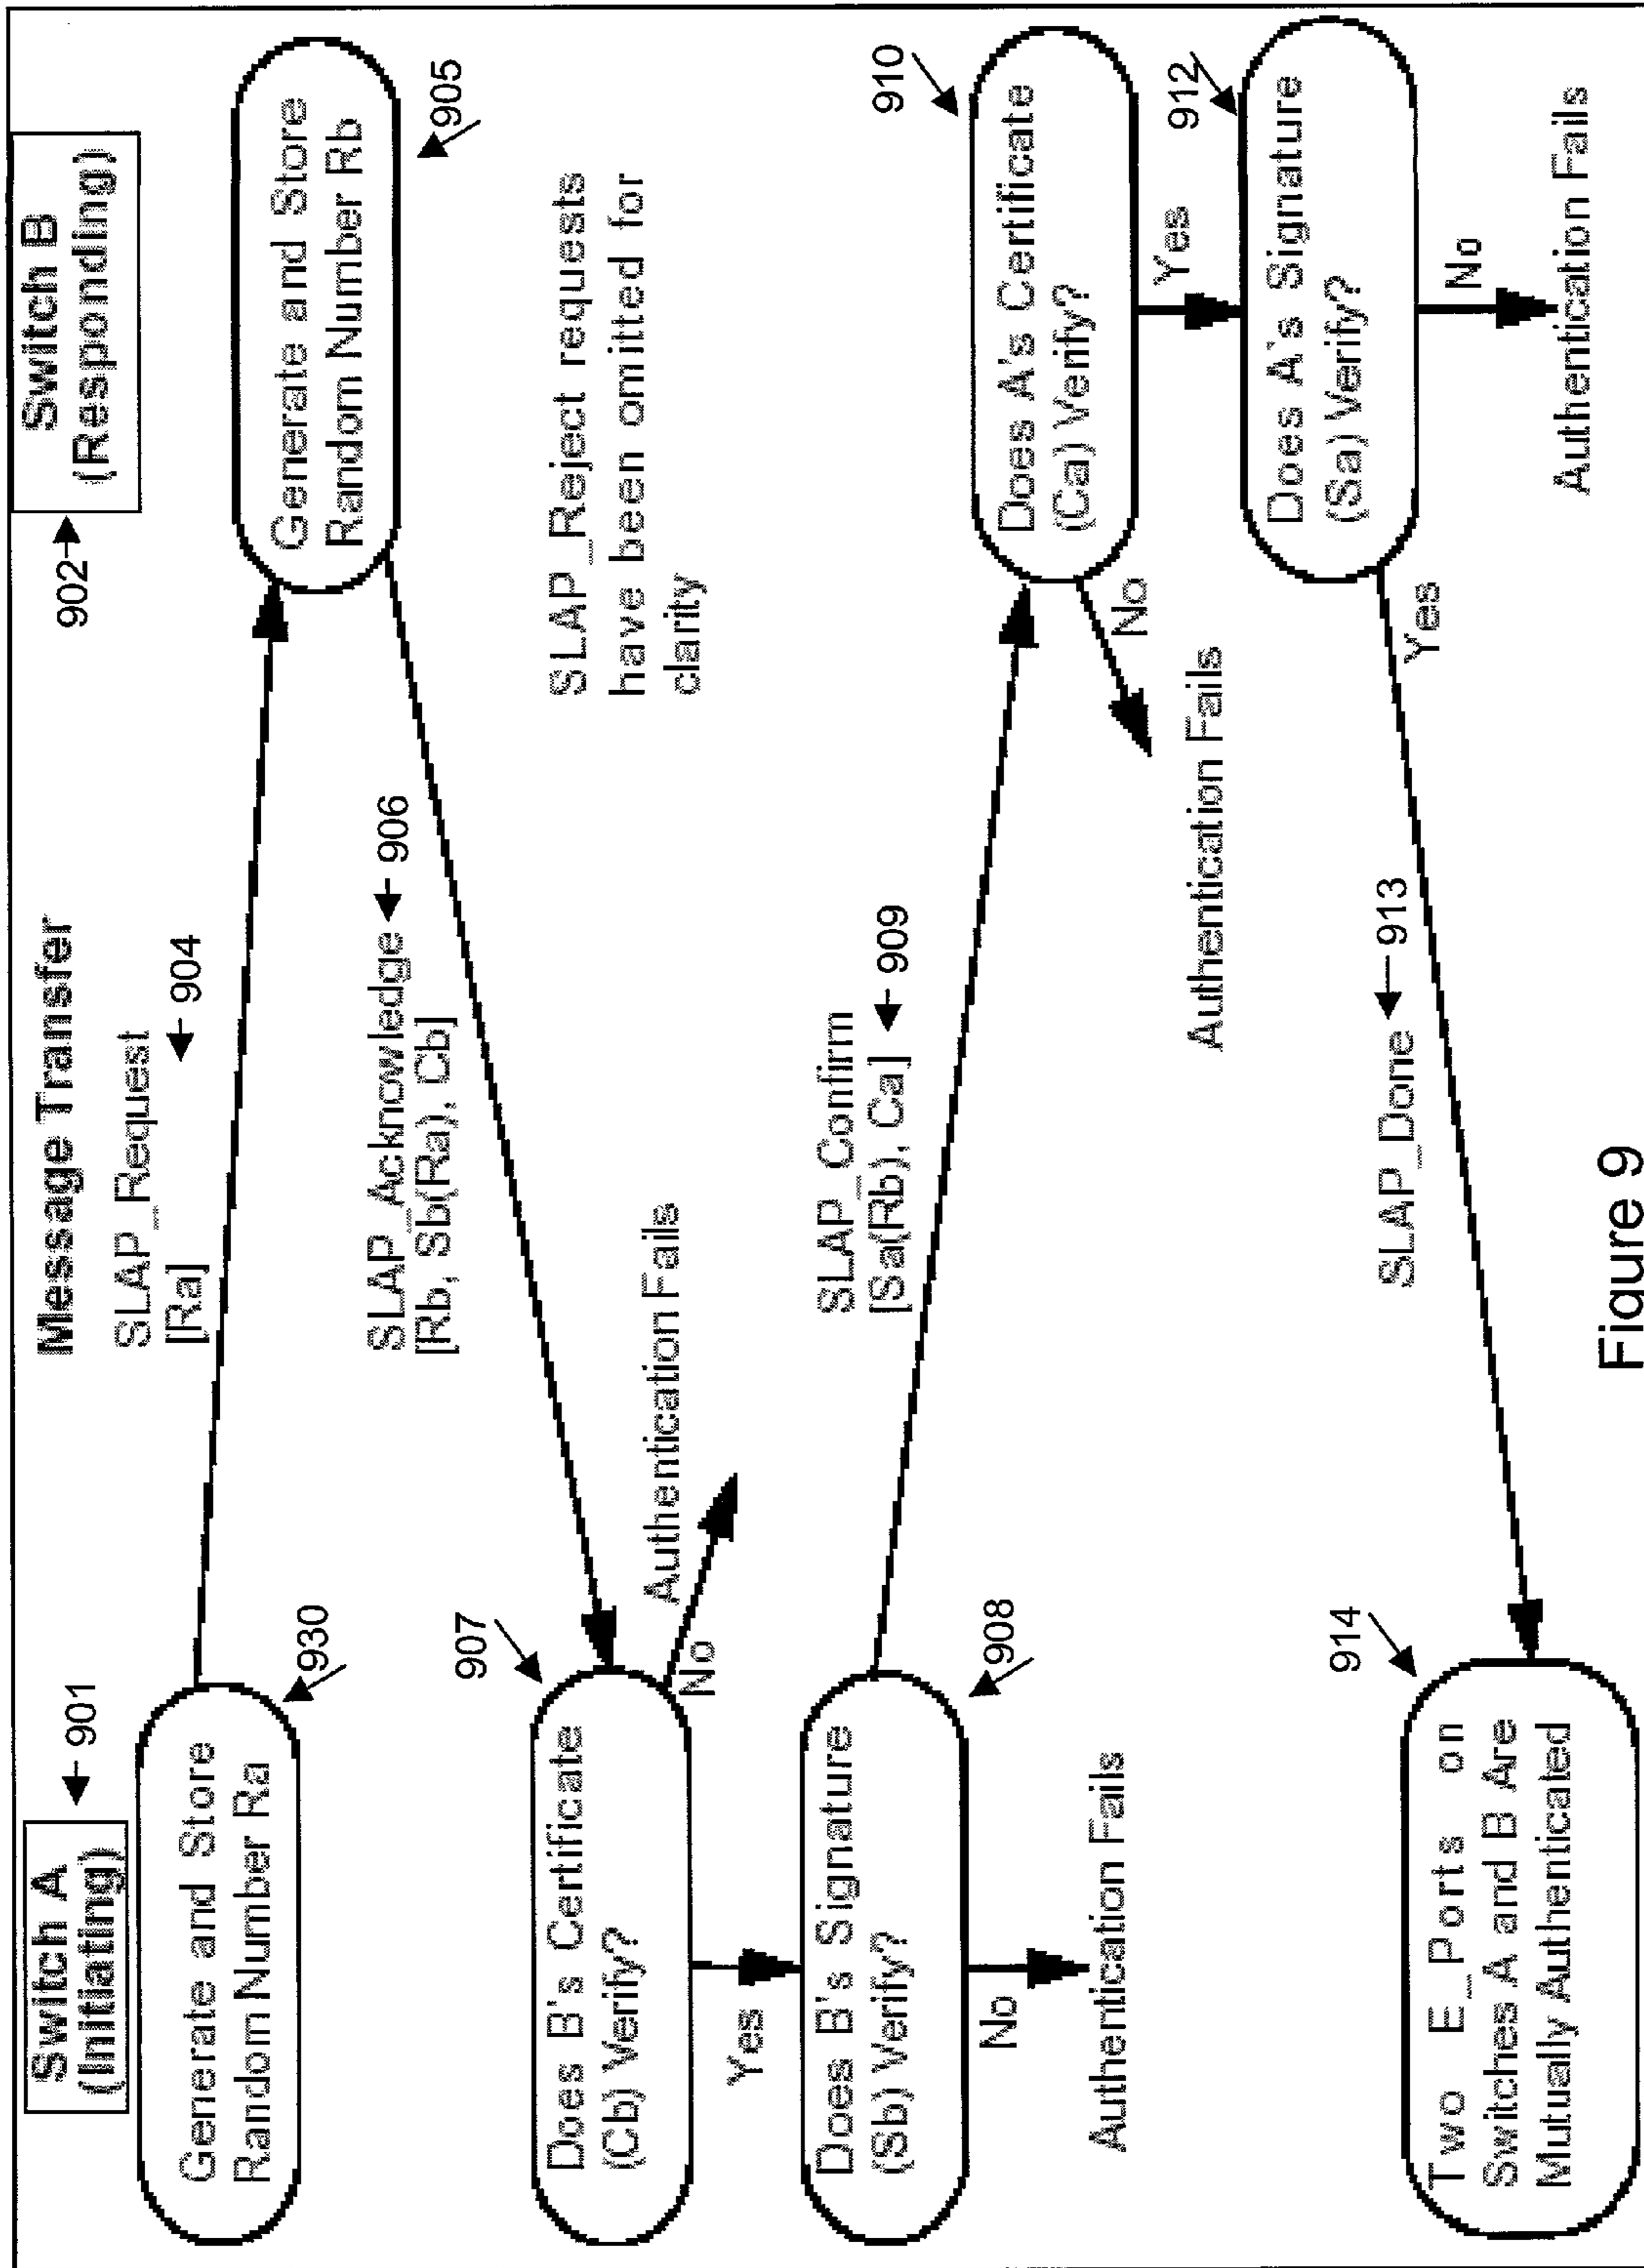 Switch A
(Initiating)
901
Message Transfer
Switch B
(Responding)
902
Generate and Store
Random Number Ra
930
SLAP_Request
[Ra]
904
Generate and Store
Random Number Rb
905
SLAP_Acknowledge
[Rb, Sb(Ra), Cb]
906
SLAP_Reject requests
have been omitted for
clarity
907
Does B's Certificate
(Cb) Verify?
No
Authentication Fails
Yes
Does B's Signature
(Sb) Verify?
908
No
Authentication Fails
SLAP_Confirm
[Sa(Rb), Ca]
909
910
Does A's Certificate
(Ca) Verify?
No
Authentication Fails
Yes
912
Does A's Signature
(Sa) Verify?
Yes
No
Authentication Fails
SLAP_Done
913
914
Two E_Ports on
Switches A and B Are
Mutually Authenticated
Figure 9